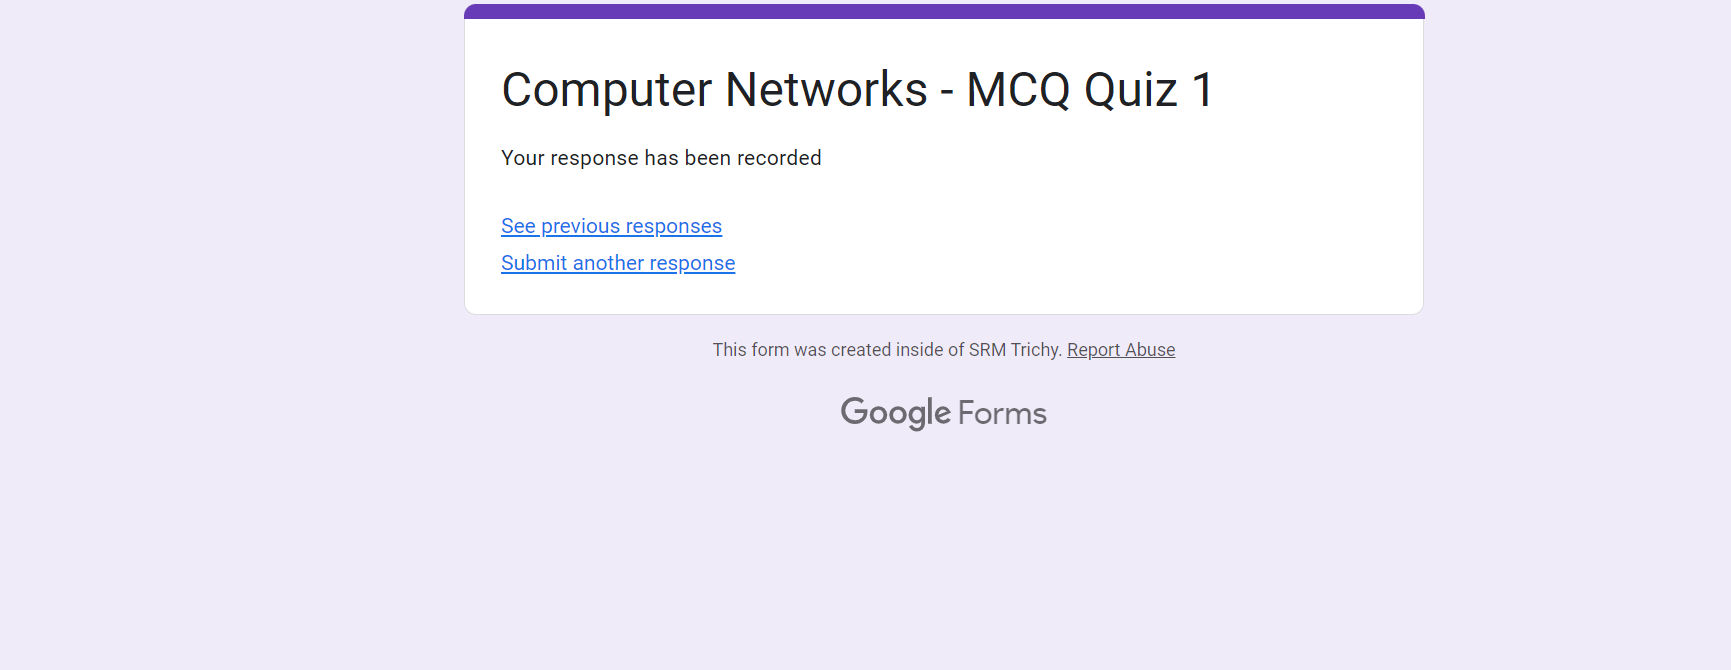 Computer Networks - MCQ Quiz 1
Your response has been recorded
See previous responses
Submit another response
This form was created inside of SRM Trichy. Report Abuse
Google Forms